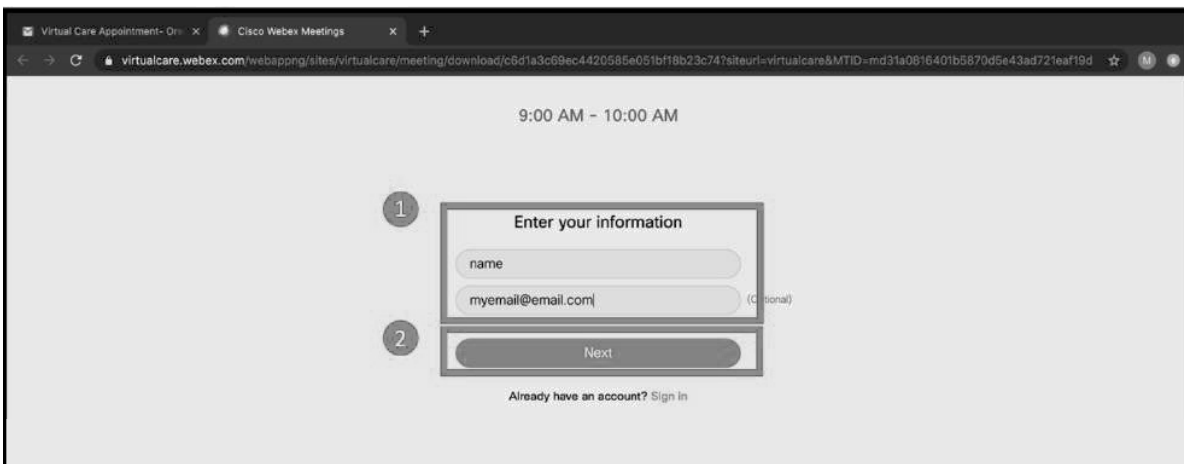 Virtual Care Appointment- On
Cisco Webex Meetings
virtualcare.webex.com/webappng/sites/virtualcare/meeting/download/c6d1a3c69ec4420585e051bf18b23c74?siteurl=virtualcare&MTID=md31a0816401b5870d5e43ad721eaf19d
M
9:00 AM - 10:00 AM
1
Enter your information
name
myemail@email.com
(Optional)
2
Next
Already have an account? Sign in